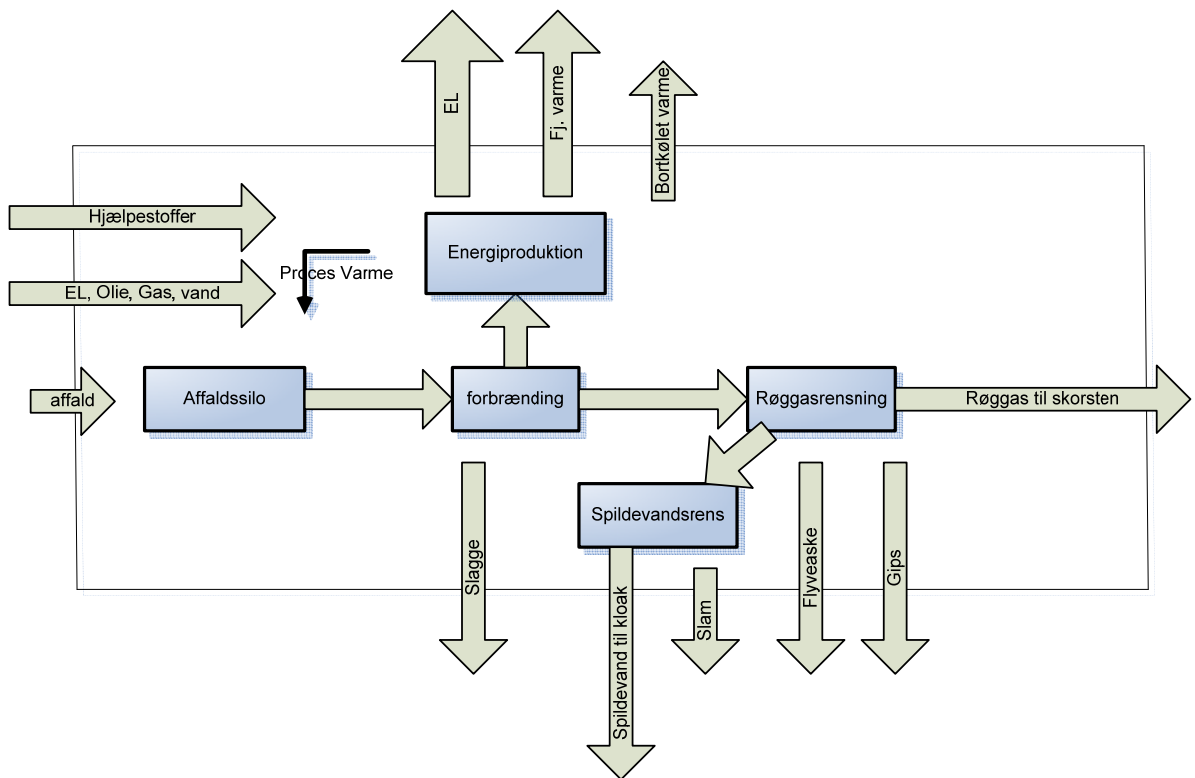 EL
Fj. varme
Bortkølet varme
Hjælpestoffer
Energiproduktion
Proces Varme
EL, Olie, Gas, vand
affald
Affaldssilo
forbrænding
Røggasrensning
Røggas til skorsten
Spildevandsrens
Slagge
Spildevand til kloak
Slam
Flyveaske
Gips